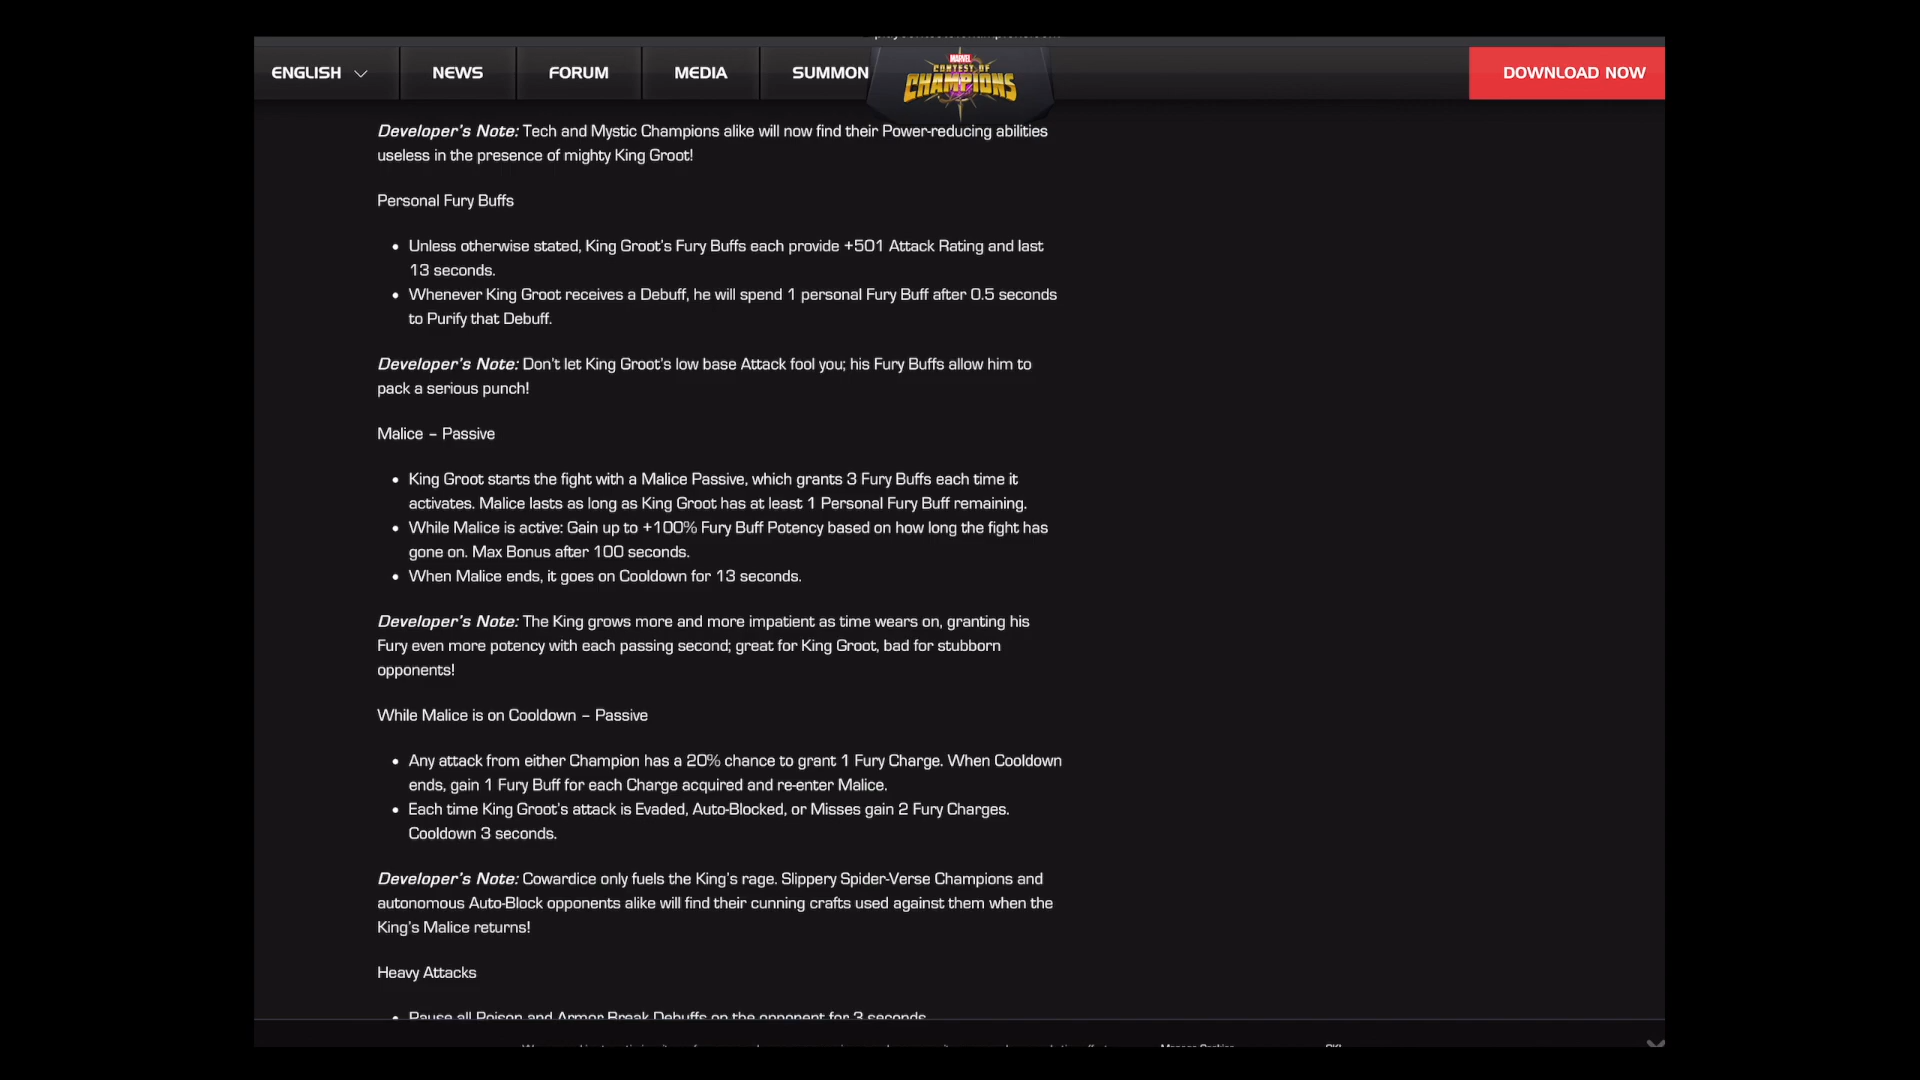 ENGLISH NEWS FORUM MEDIA SUMMON MARVEL CONTEST OF CHAMPIONS DOWNLOAD NOW
Developer's Note: Tech and Mystic Champions alike will now find their Power-reducing abilities
useless in the presence of mighty King Groot!
Personal Fury Buffs
• Unless otherwise stated, King Groot's Fury Buffs each provide +501 Attack Rating and last
13 seconds.
• Whenever King Groot receives a Debuff, he will spend 1 personal Fury Buff after 0.5 seconds
to Purify that Debuff.
Developer's Note: Don't let King Groot's low base Attack fool you; his Fury Buffs allow him to
pack a serious punch!
Malice – Passive
• King Groot starts the fight with a Malice Passive, which grants 3 Fury Buffs each time it
activates. Malice lasts as long as King Groot has at least 1 Personal Fury Buff remaining.
• While Malice is active: Gain up to +100% Fury Buff Potency based on how long the fight has
gone on. Max Bonus after 100 seconds.
• When Malice ends, it goes on Cooldown for 13 seconds.
Developer's Note: The King grows more and more impatient as time wears on, granting his
Fury even more potency with each passing second; great for King Groot, bad for stubborn
opponents!
While Malice is on Cooldown – Passive
• Any attack from either Champion has a 20% chance to grant 1 Fury Charge. When Cooldown
ends, gain 1 Fury Buff for each Charge acquired and re-enter Malice.
• Each time King Groot's attack is Evaded, Auto-Blocked, or Misses gain 2 Fury Charges.
Cooldown 3 seconds.
Developer's Note: Cowardice only fuels the King's rage. Slippery Spider-Verse Champions and
autonomous Auto-Block opponents alike will find their cunning crafts used against them when the
King's Malice returns!
Heavy Attacks
• Pause all Poison and Armor Break Debuffs on the opponent for 3 seconds